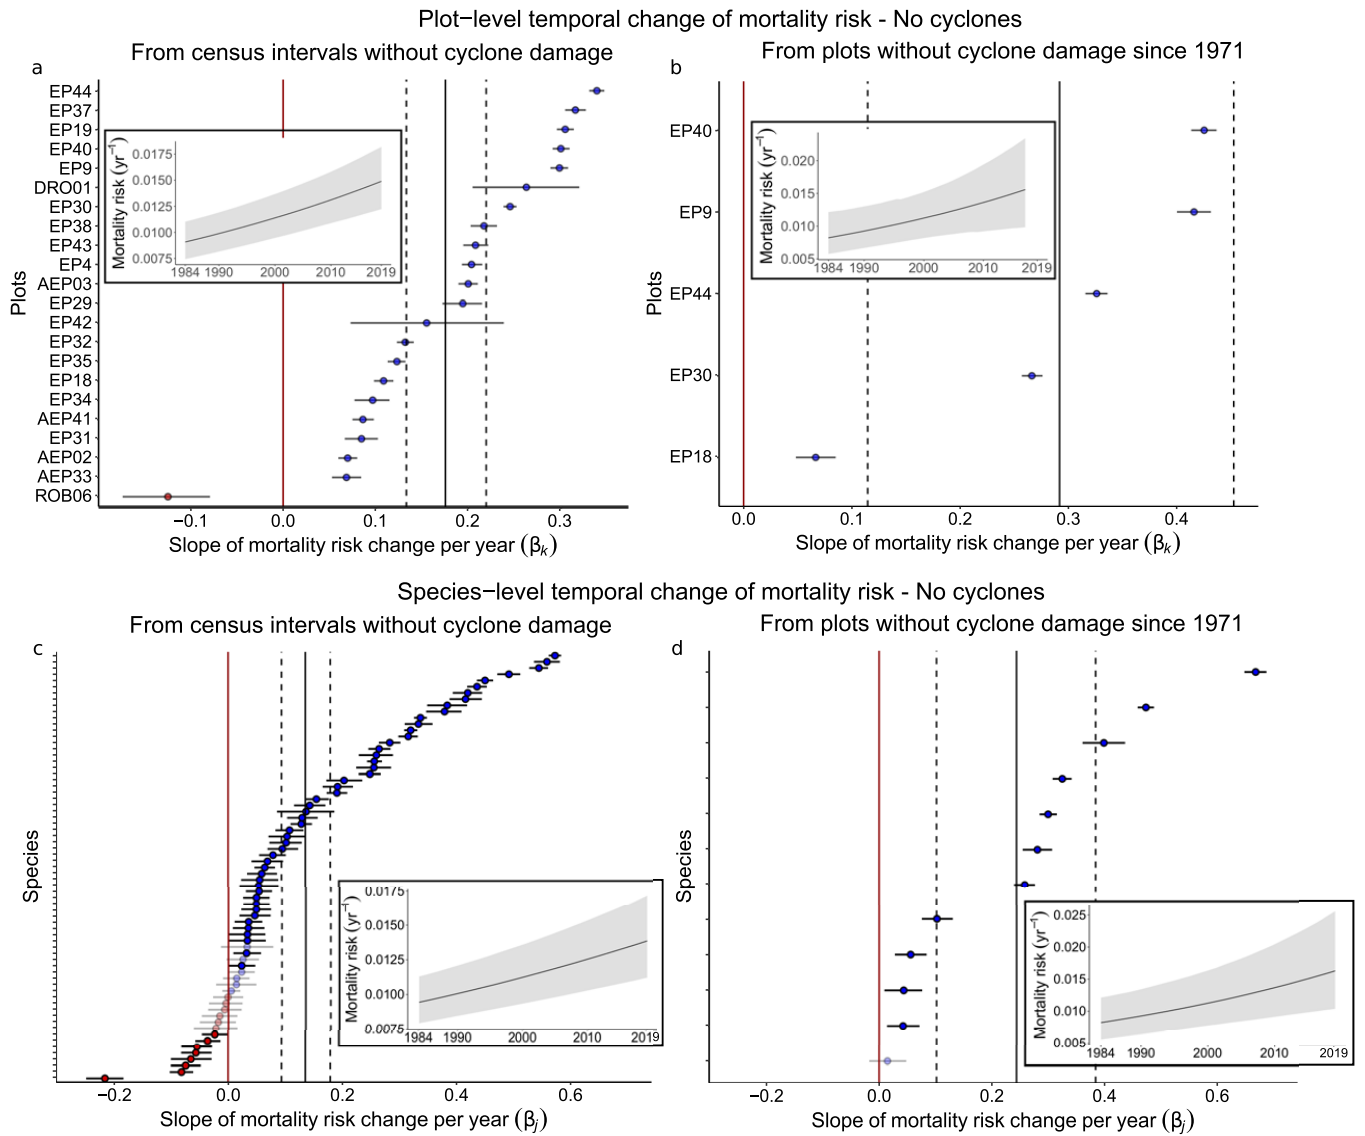 Plot−level temporal change of mortality risk - No cyclones
From census intervals without cyclone damage
From plots without cyclone damage since 1971
a
EP44
EP37
EP19
EP40
EP9
DRO01
EP30
EP38
EP43
EP4
AEP03
EP29
EP42
EP32
EP35
EP18
EP34
AEP41
EP31
AEP02
AEP33
ROB06
Plots
−0.1 0.0 0.1 0.2 0.3
Slope of mortality risk change per year (βk)
Mortality risk (yr−1)
0.0175
0.0150
0.0125
0.0100
0.0075
1984 1990 2000 2010 2019
b
EP40
EP9
EP44
EP30
EP18
Plots
0.0 0.1 0.2 0.3 0.4
Slope of mortality risk change per year (βk)
Mortality risk (yr−1)
0.020
0.015
0.010
0.005
1984 1990 2000 2010 2019
Species−level temporal change of mortality risk - No cyclones
From census intervals without cyclone damage
From plots without cyclone damage since 1971
c
Species
−0.2 0.0 0.2 0.4 0.6
Slope of mortality risk change per year (βj)
Mortality risk (yr−1)
0.0175
0.0150
0.0125
0.0100
0.0075
1984 1990 2000 2010 2019
d
Species
−0.2 0.0 0.2 0.4 0.6
Slope of mortality risk change per year (βj)
Mortality risk (yr−1)
0.025
0.020
0.015
0.010
0.005
1984 1990 2000 2010 2019